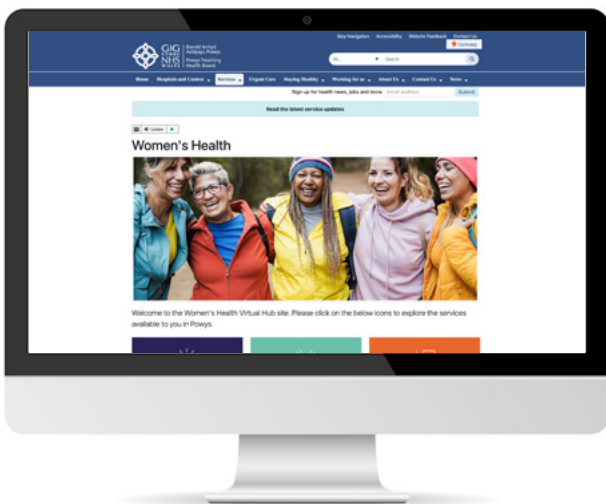 Skip Navigation Accessibility Website Feedback Contact Us
Cymraeg
GIG
CYMRU
NHS
WALES
Bwrdd Iechyd
Addysgu Powys
Powys Teaching
Health Board
Search
Home Hospitals and Centres Services Urgent Care Staying Healthy Working for us About Us Contact Us News
Sign up for health news, jobs and more Email address Submit
Read the latest service updates
Listen
Women's Health
Welcome to the Women's Health Virtual Hub site. Please click on the below icons to explore the services
available to you in Powys.